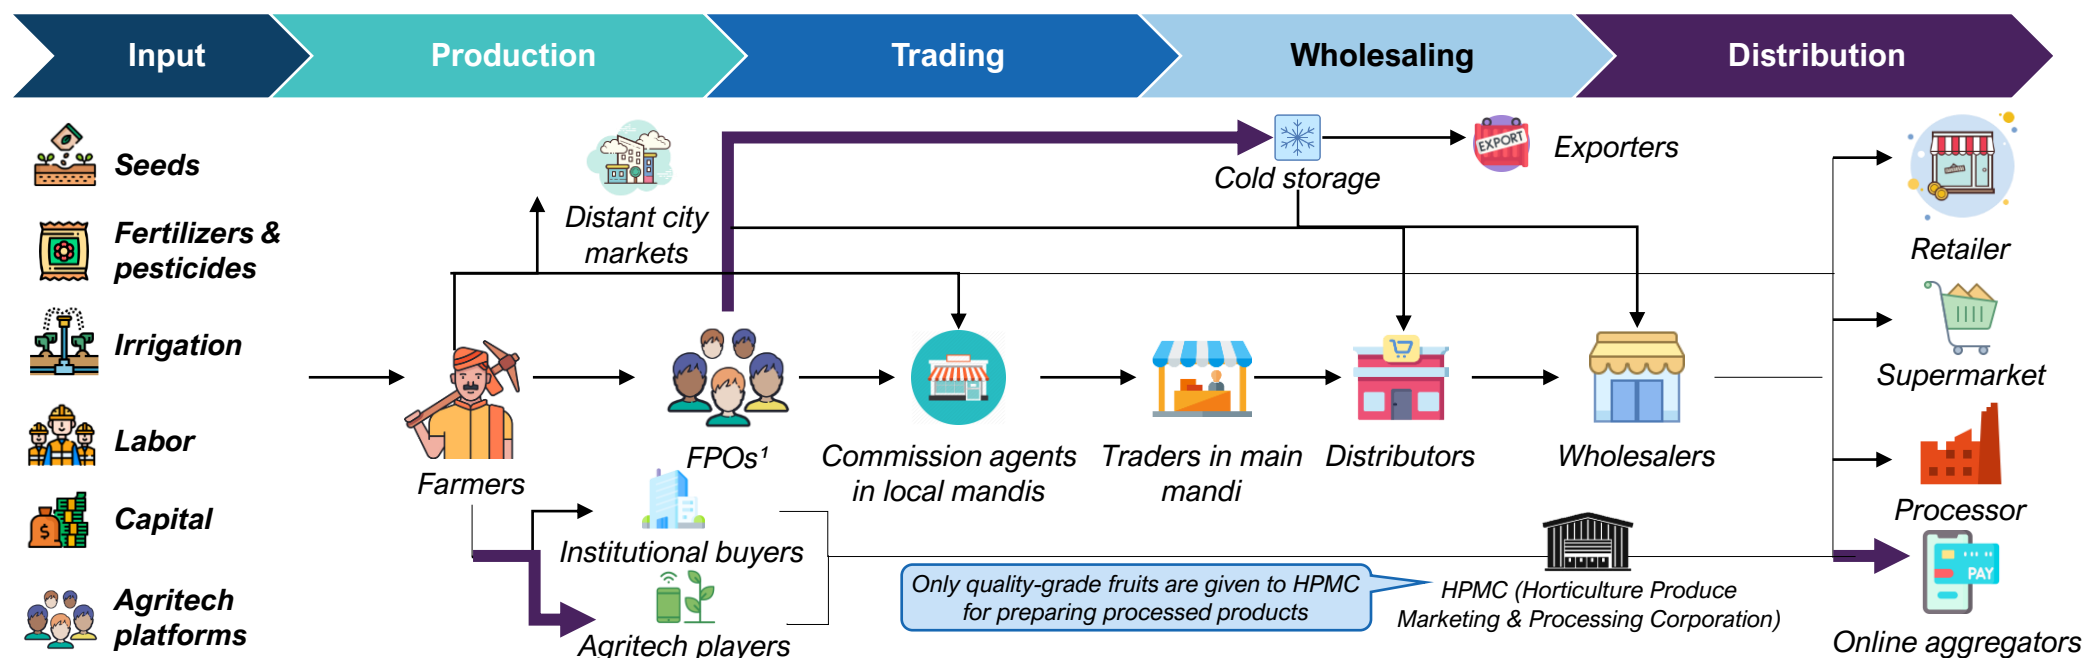 Input
Production
Trading
Wholesaling
Distribution
Seeds
Fertilizers &
pesticides
Irrigation
Labor
Capital
Agritech
platforms
Distant city
markets
Cold storage
EXPORT
Exporters
Farmers
FPOs¹
Commission agents
in local mandis
Traders in main
mandi
Distributors
Wholesalers
Institutional buyers
Agritech players
Only quality-grade fruits are given to HPMC
for preparing processed products
HPMC (Horticulture Produce
Marketing & Processing Corporation)
Retailer
Supermarket
Processor
PAY
Online aggregators